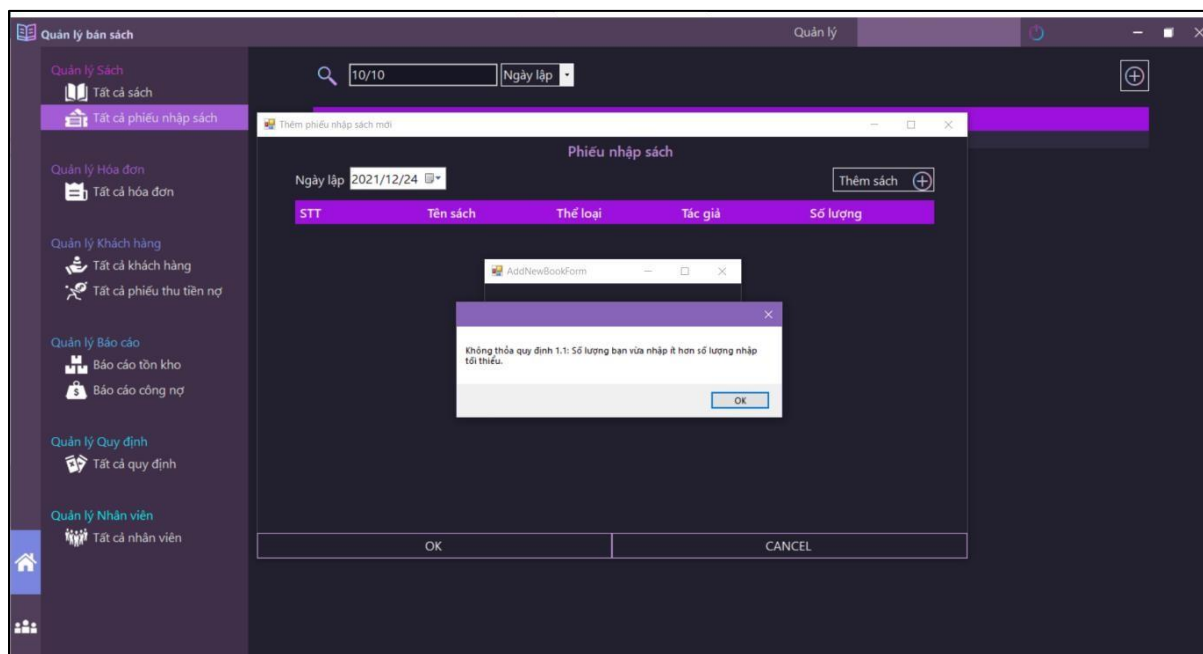 Quản lý bán sách
Quản lý
Quản lý Sách
Tất cả sách
Tất cả phiếu nhập sách
Quản lý Hóa đơn
Tất cả hóa đơn
Quản lý Khách hàng
Tất cả khách hàng
Tất cả phiếu thu tiền nợ
Quản lý Báo cáo
Báo cáo tồn kho
Báo cáo công nợ
Quản lý Quy định
Tất cả quy định
Quản lý Nhân viên
Tất cả nhân viên
10/10 Ngày lập
Thêm phiếu nhập sách mới
Phiếu nhập sách
Ngày lập 2021/12/24 Thêm sách
STT Tên sách Thể loại Tác giả Số lượng
AddNewBookForm
Không thỏa quy định 1.1: Số lượng bạn vừa nhập ít hơn số lượng nhập
tối thiểu.
OK
OK CANCEL